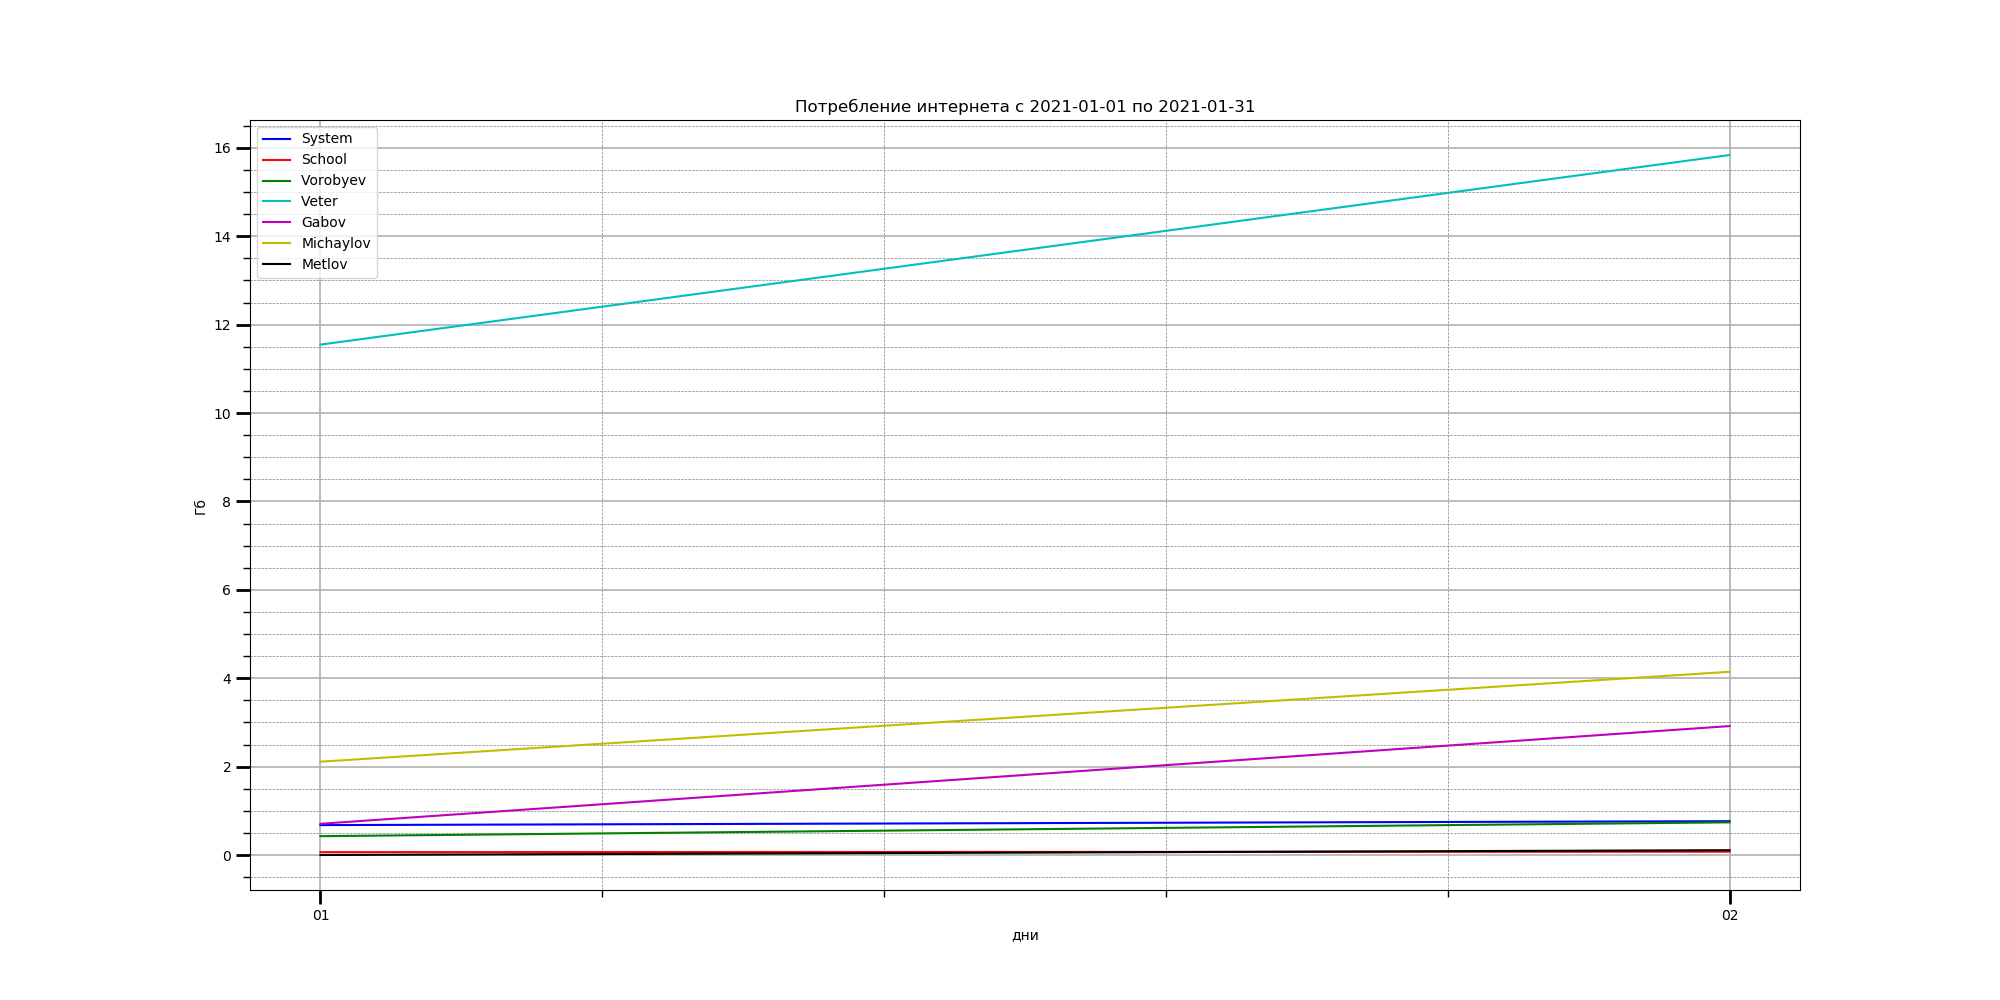 Потребление интернета с 2021-01-01 по 2021-01-31
System
School
Vorobyev
Veter
Gabov
Michaylov
Metlov
16
14
12
10
8
6
4
2
0
Гб
01
02
дни